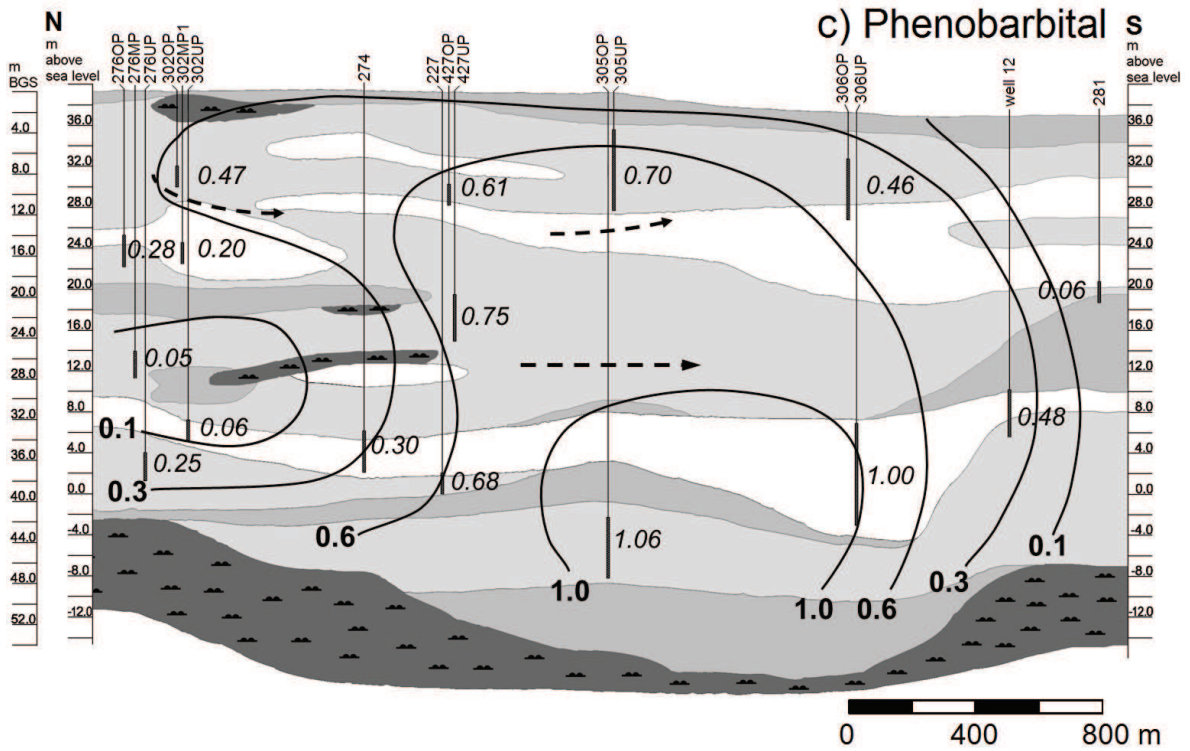 c) Phenobarbital
N
S
m
above
sea level
m
BGS
m
above
sea level
276OP
276MP
276UP
302OP
302MP1
302UP
274
227
427OP
427UP
305OP
305UP
306OP
306UP
well 12
281
4.0
8.0
12.0
16.0
20.0
24.0
28.0
32.0
36.0
40.0
44.0
48.0
52.0
36.0
32.0
28.0
24.0
20.0
16.0
12.0
8.0
4.0
0.0
-4.0
-8.0
-12.0
36.0
32.0
28.0
24.0
20.0
16.0
12.0
8.0
4.0
0.0
-4.0
-8.0
-12.0
0.47
0.61
0.70
0.46
0.28
0.20
0.06
0.75
0.05
0.06
0.48
0.30
0.25
0.68
1.00
1.06
0.1
0.3
0.6
1.0
1.0
0.6
0.3
0.1
0 400 800 m